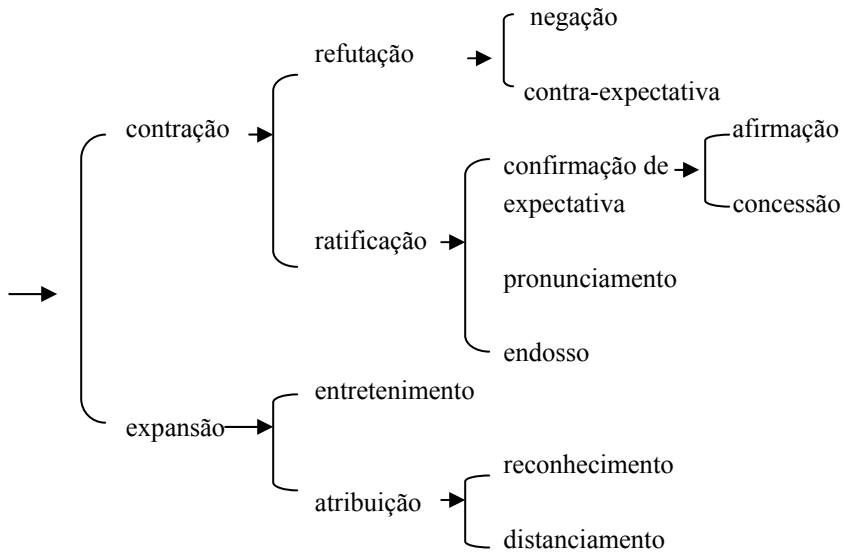 negação
refutação
contra-expectativa
contração
afirmação
confirmação de
expectativa
concessão
ratificação
pronunciamento
endosso
entretenimento
expansão
reconhecimento
atribuição
distanciamento